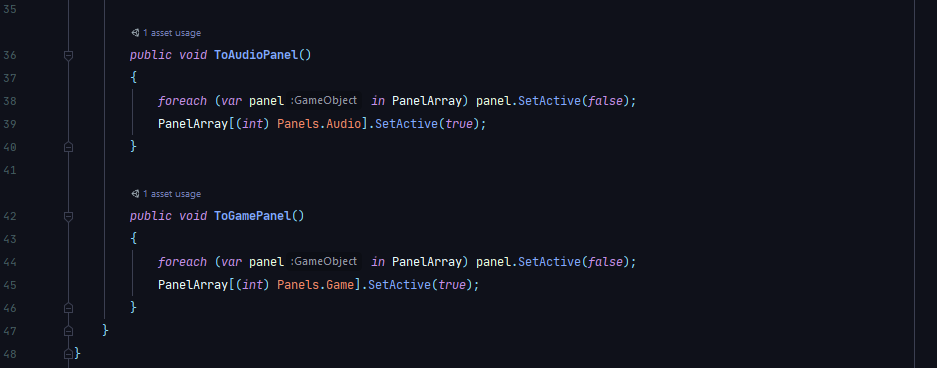 35
1 asset usage
36 public void ToAudioPanel()
37 {
38 foreach (var panel :GameObject in PanelArray) panel.SetActive(false);
39 PanelArray[(int) Panels.Audio].SetActive(true);
40 }
41
1 asset usage
42 public void ToGamePanel()
43 {
44 foreach (var panel :GameObject in PanelArray) panel.SetActive(false);
45 PanelArray[(int) Panels.Game].SetActive(true);
46 }
47 }
48 }